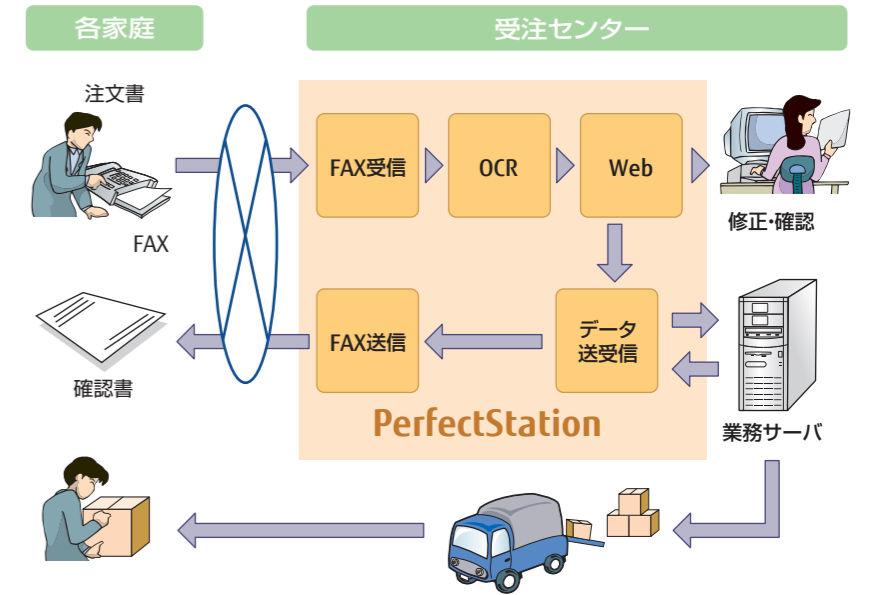 各家庭
受注センター
注文書
FAX
FAX受信
OCR
Web
修正・確認
確認書
FAX送信
データ
送受信
PerfectStation
業務サーバ